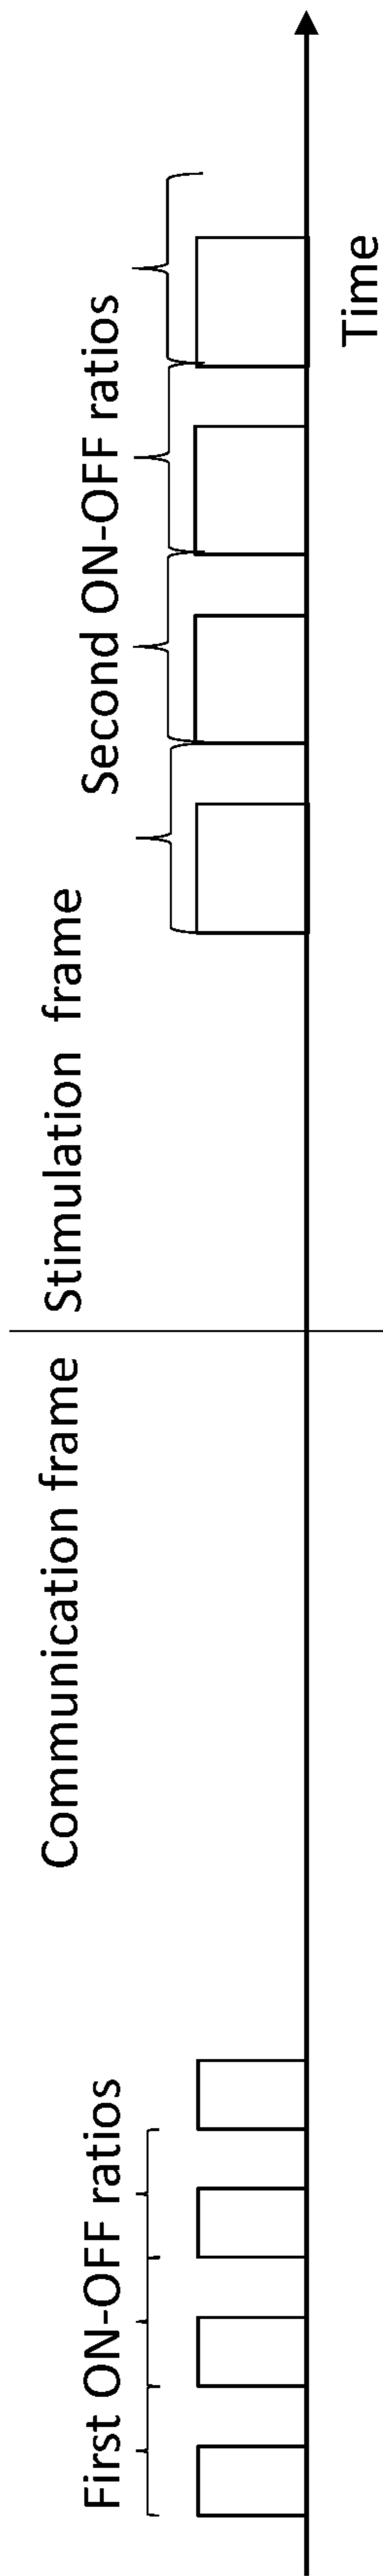 Communication frame
Stimulation frame
First ON-OFF ratios
Second ON-OFF ratios
Time